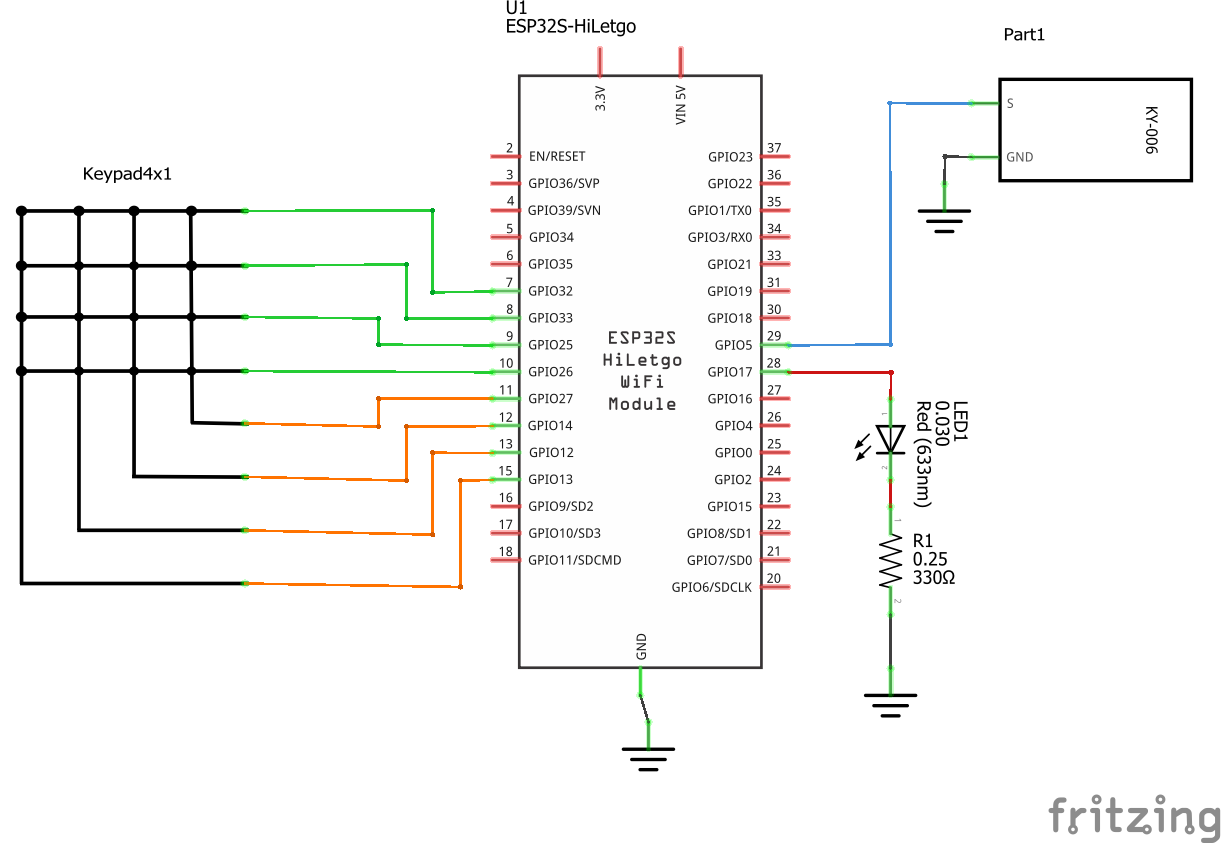 U1
ESP32S-HiLetgo
Part1
3.3V
VIN 5V
S
GND
KY-006
Keypad4x1
2 EN/RESET
3 GPIO36/SVP
4 GPIO39/SVN
5 GPIO34
6 GPIO35
7 GPIO32
8 GPIO33
9 GPIO25
10 GPIO26
11 GPIO27
12 GPIO14
13 GPIO12
15 GPIO13
16 GPIO9/SD2
17 GPIO10/SD3
18 GPIO11/SDCMD
ESP32S
HiLetgo
WiFi
Module
GPIO23 37
GPIO22 36
GPIO1/TX0 35
GPIO3/RX0 34
GPIO21 33
GPIO19 31
GPIO18 30
GPIO5 29
GPIO17 28
GPIO16 27
GPIO4 26
GPIO0 25
GPIO2 24
GPIO15 23
GPIO8/SD1 22
GPIO7/SD0 21
GPIO6/SDCLK 20
GND
1
2
LED1
0.030
Red (633nm)
1
R1
0.25
330Ω
2
fritzing